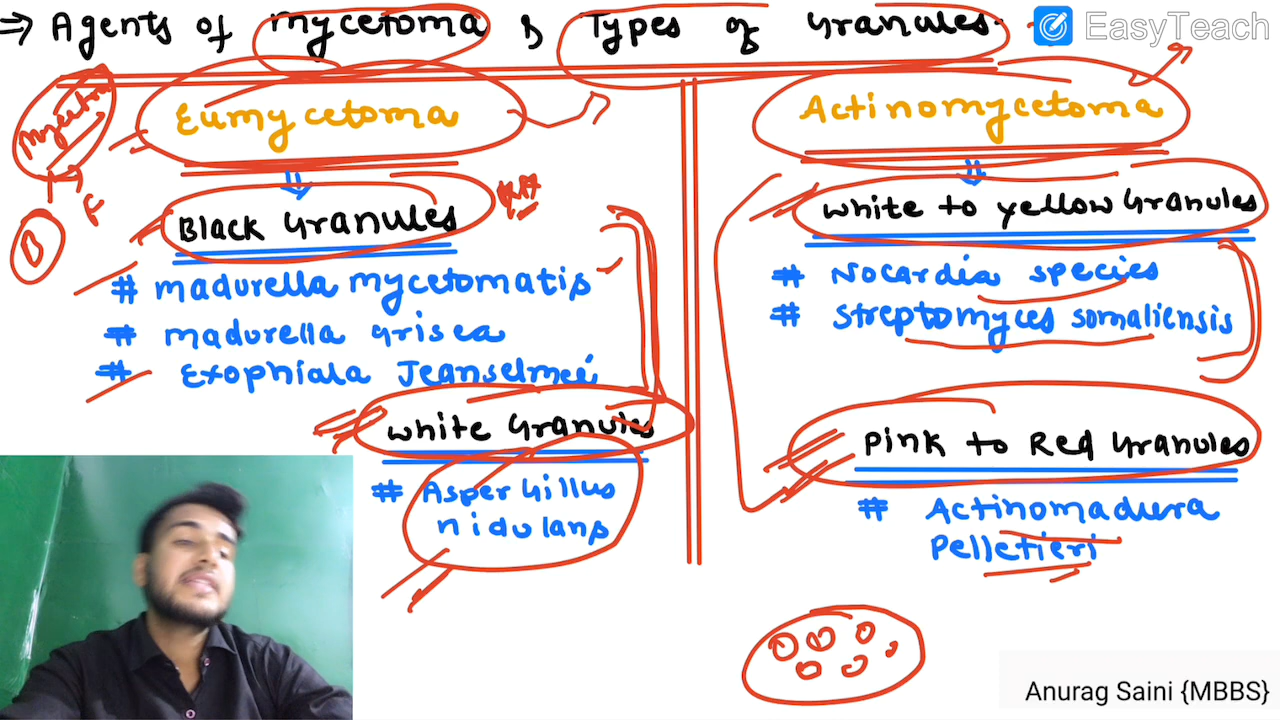 ⇒ Agents of Mycetoma & Types of Granules.
EasyTeach
Mycetoma
B
F
Eumycetoma
Black Granules
# madurella mycetomatis
# madurella Grisea
# Exophiala Jeanselmei
White Granules
# Aspergillus
nidulans
Actinomycetoma
White to yellow Granules
# Nocardia species
# Streptomyces somaliensis
Pink to Red Granules
# Actinomadura
Pelletieri
Anurag Saini {MBBS}